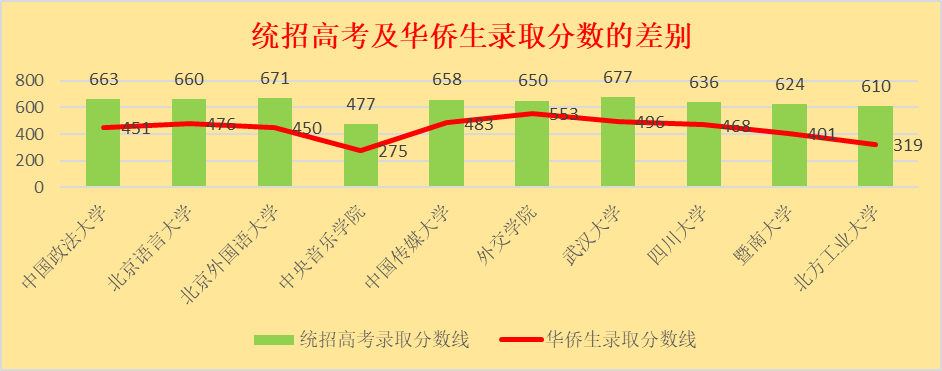 统招高考及华侨生录取分数的差别
800
600
400
200
0
663
660
671
477
658
650
677
636
624
610
451
476
450
275
483
553
496
468
401
319
中国政法大学
北京语言大学
北京外国语大学
中央音乐学院
中国传媒大学
外交学院
武汉大学
四川大学
暨南大学
北方工业大学
统招高考录取分数线
华侨生录取分数线